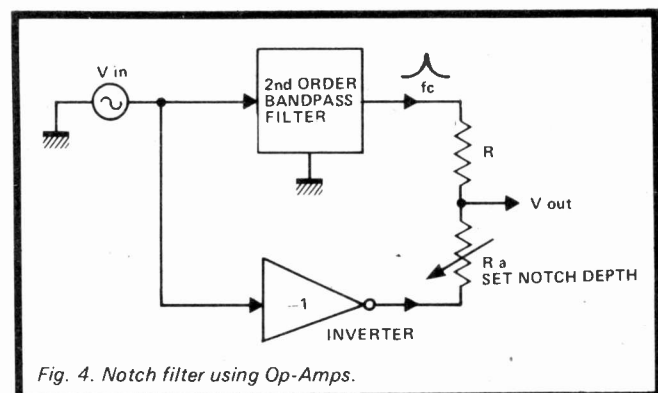 V in
2nd ORDER
BANDPASS
FILTER
fc
R
V out
R a
SET NOTCH DEPTH
—1
INVERTER
Fig. 4. Notch filter using Op-Amps.